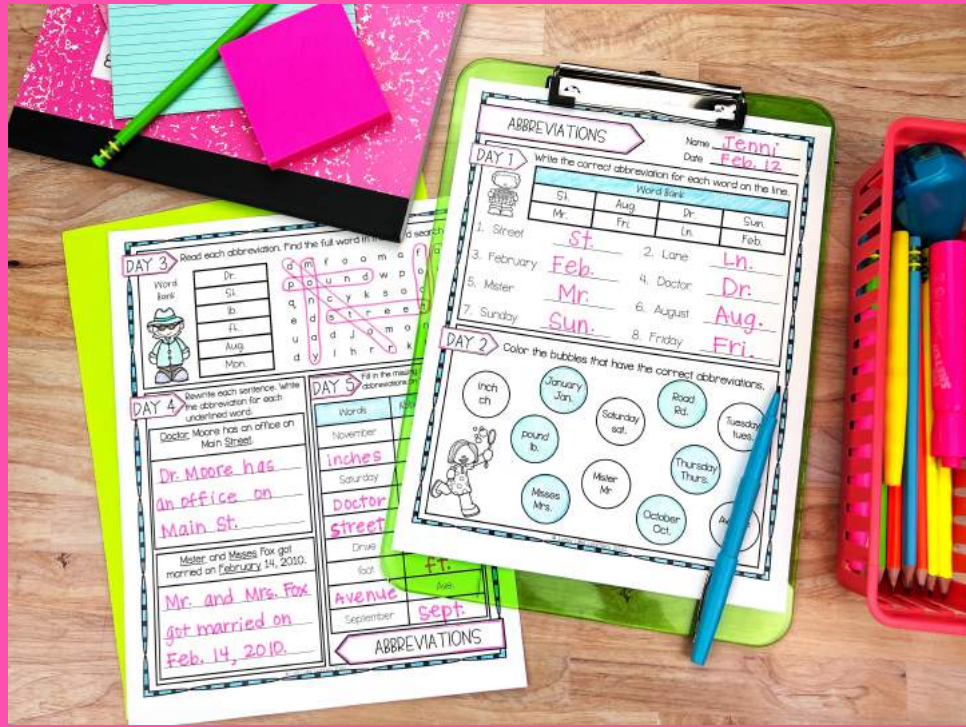 ABBREVIATIONS
Name Jenni
Date Feb. 12
DAY 1
Write the correct abbreviation for each word on the line.
Word Bank
St. Aug. Dr. Sun.
Mr. Fri. Ln. Feb.
1. Street St. 2. Lane Ln.
3. February Feb. 4. Doctor Dr.
5. Mister Mr. 6. August Aug.
7. Sunday Sun. 8. Friday Fri.
DAY 2
Color the bubbles that have the correct abbreviations.
inch
ch
January
Jan.
Saturday
sat.
Road
Rd.
Tuesday
tues.
pound
lb.
Mister
Mr
Thursday
Thurs.
Misses
Mrs.
October
Oct.
DAY 3
Read each abbreviation. Find the full word in
search
Word
Bank
Dr.
St.
lb.
ft.
Aug.
Mon.
d m f o o m a f
p o u n d w p o
q n c y k s o
e d s t r e e t
u a d j o m o
d y l h r r k
DAY 4
Rewrite each sentence. Write
the abbreviation for each
underlined word.
Doctor Moore has an office on
Main Street.
Dr. Moore has
an office on
Main St.
Mister and Misses Fox got
married on February 14, 2010.
Mr. and Mrs. Fox
got married on
Feb. 14, 2010.
DAY 5
Fill in the missing
abbreviations
Words
November
inches
Saturday
Doctor
Street
Drive
foot ft.
Avenue Ave.
September Sept.
ABBREVIATIONS